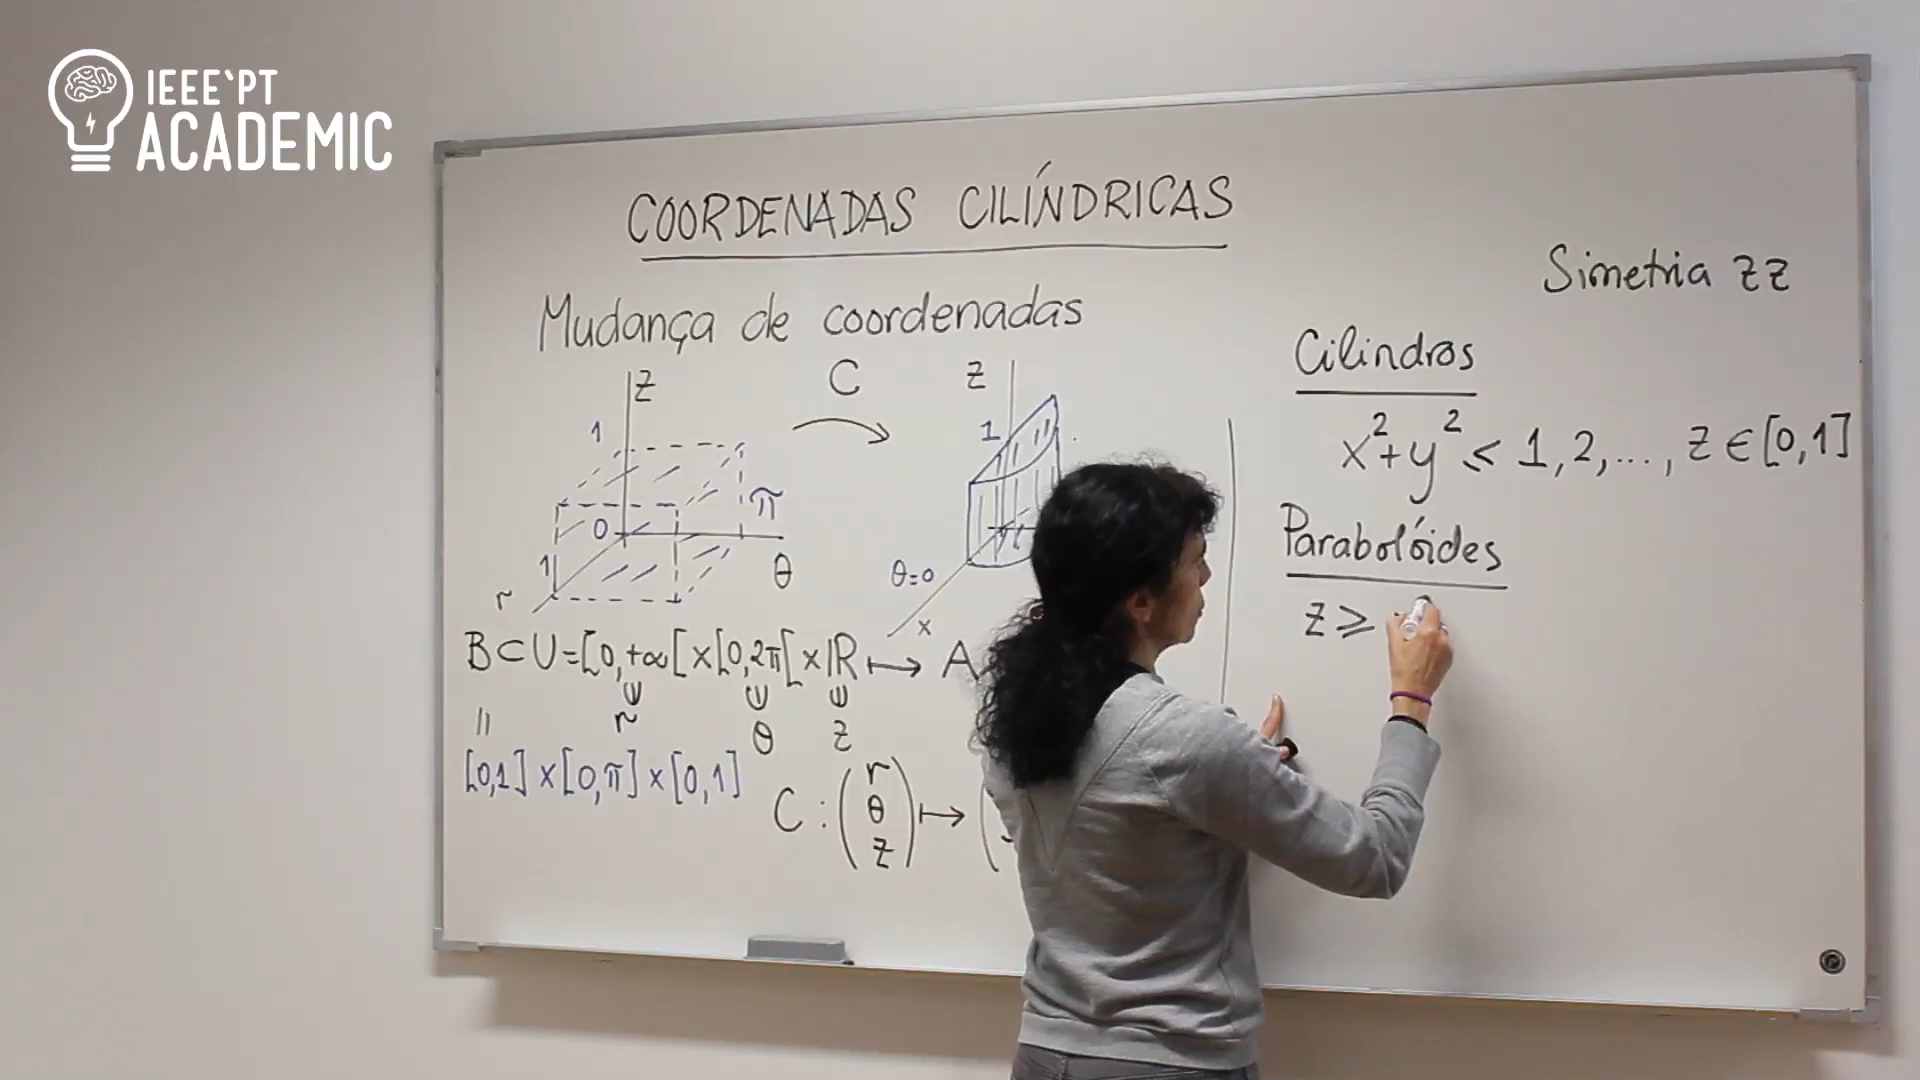 IEEE`PT
ACADEMIC
COORDENADAS CILÍNDRICAS
Mudança de coordenadas
z
1
0
π
1
θ
r
C
z
1
θ=0
x
B⊂U=[0,+∞[×[0,2π[×ℝ ↦ A
r θ z
=
[0,1]×[0,π]×[0,1]
C : (r θ z) ↦ (
Simetria zz
Cilindros
x²+y² ≤ 1,2,..., z ∈ [0,1]
Parabolóides
z ≥